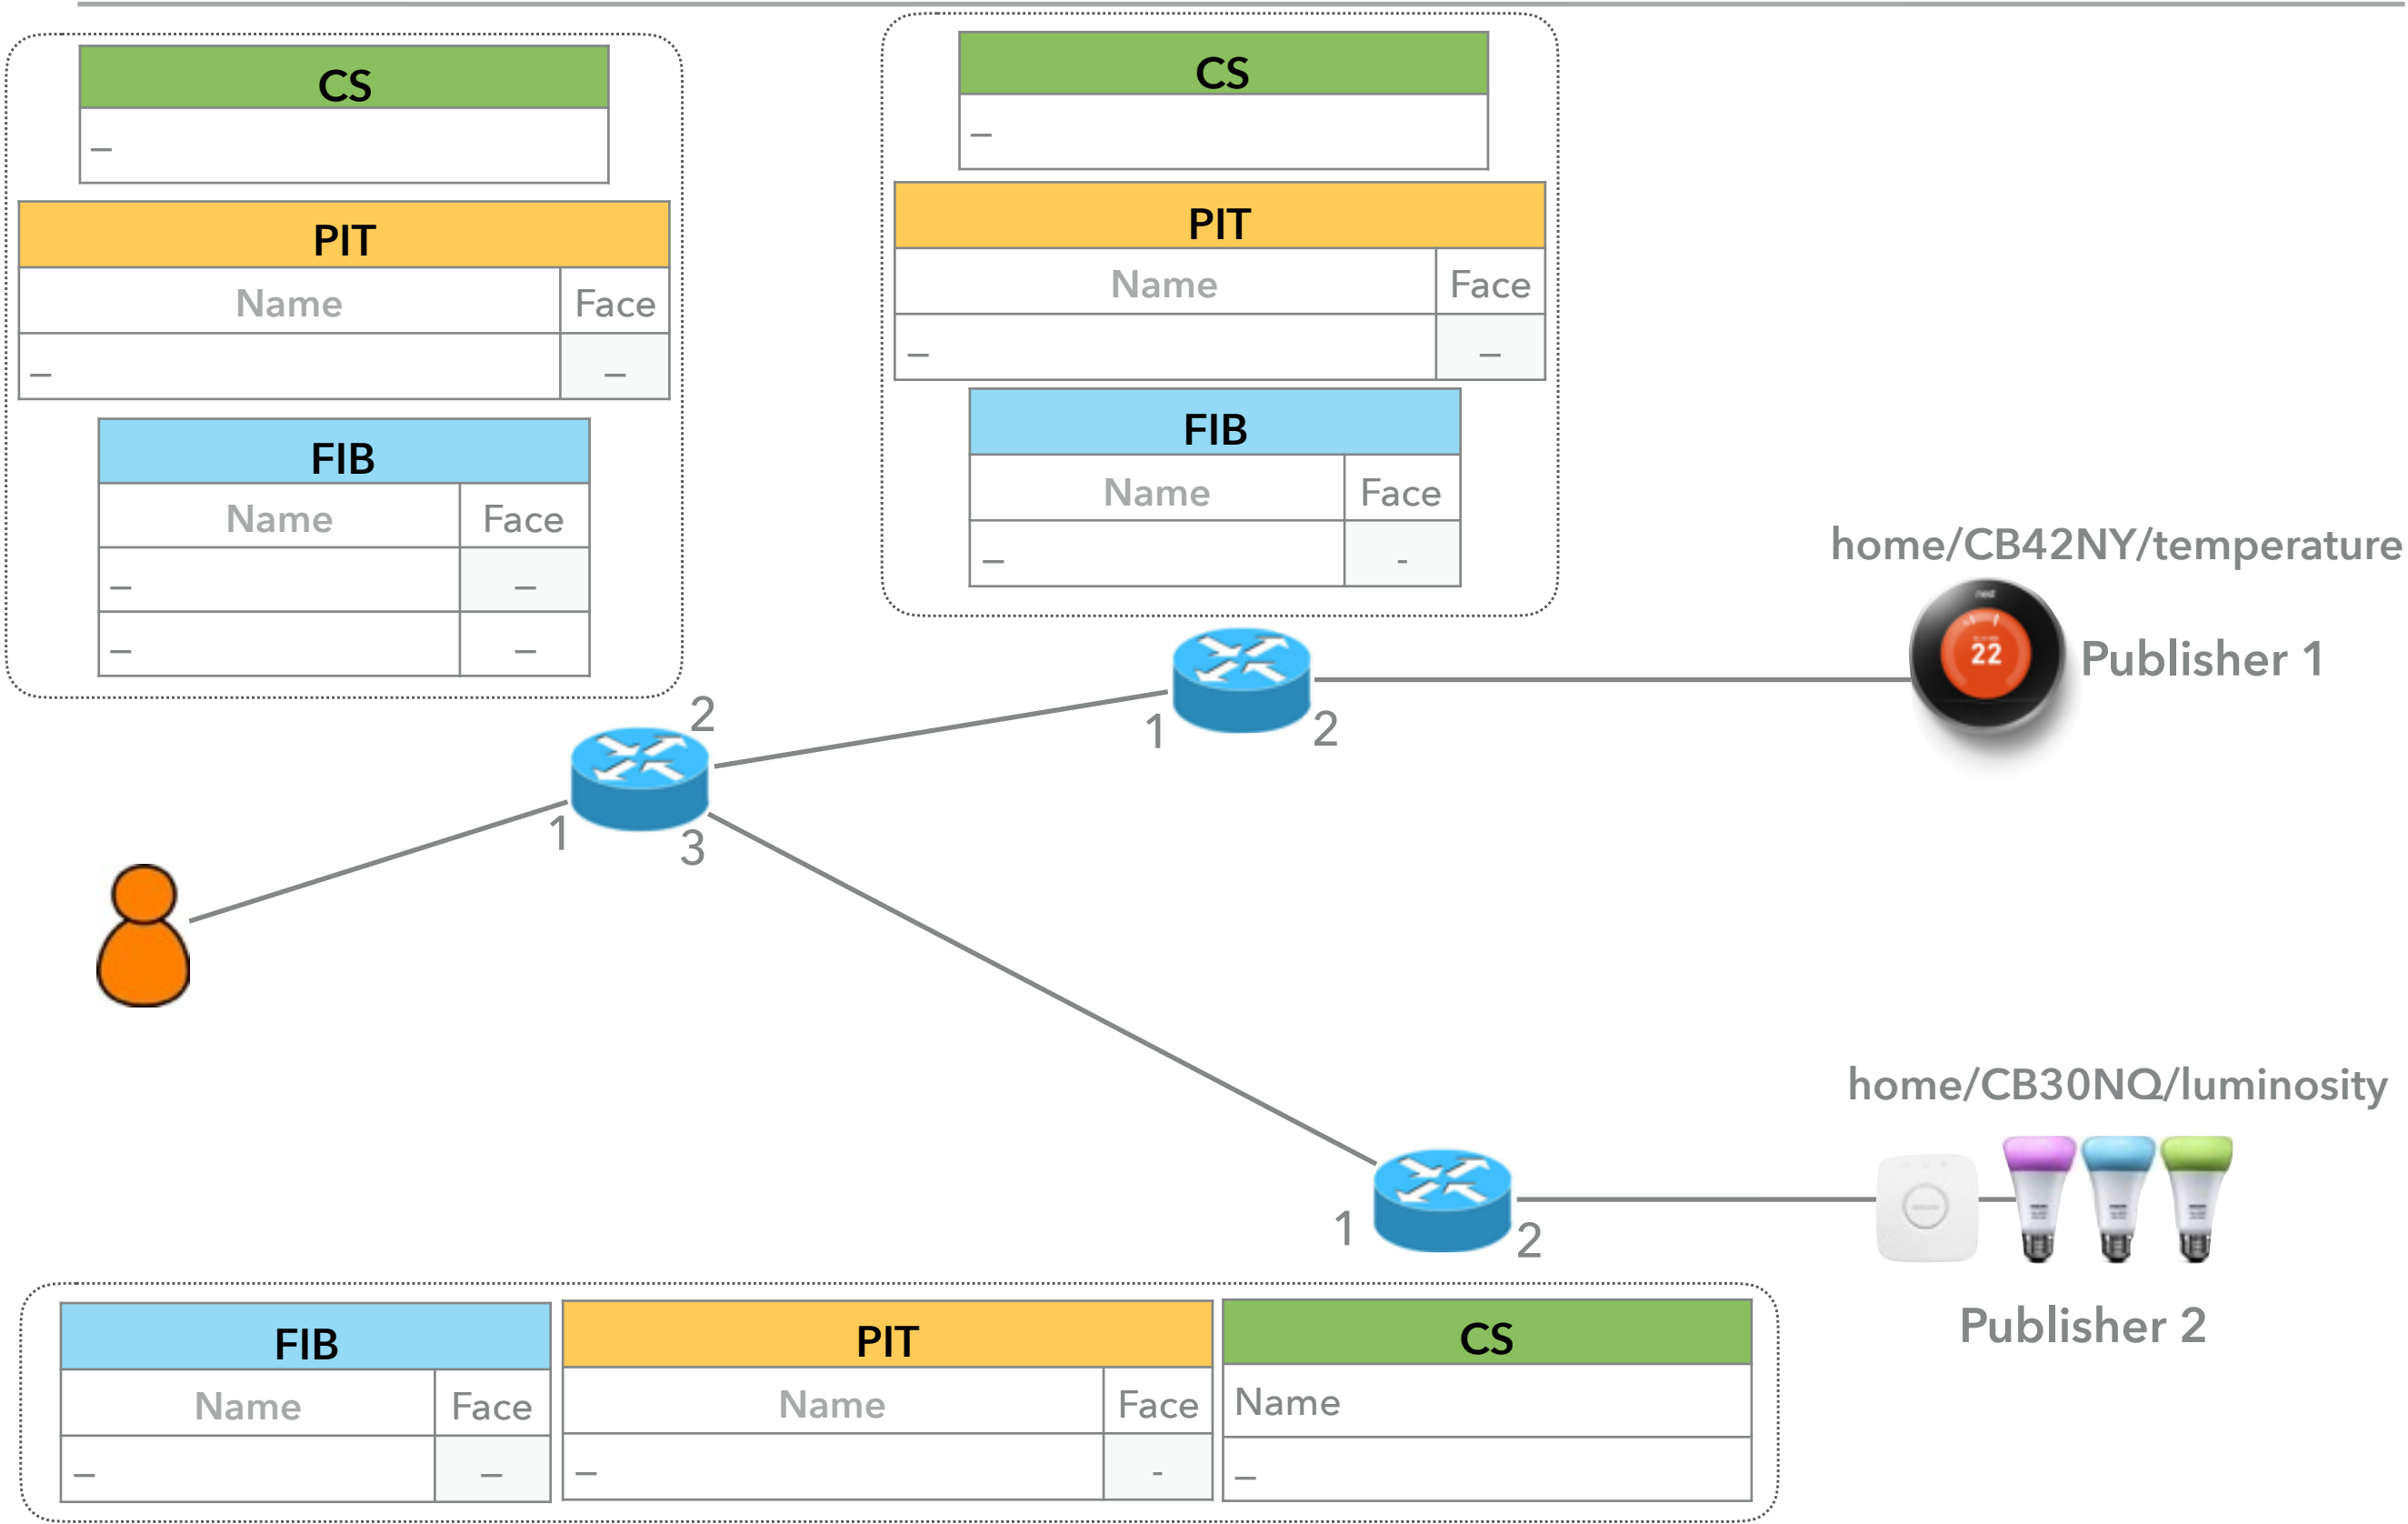 CS
–
PIT
Name Face
– –
FIB
Name Face
– –
– –
CS
–
PIT
Name Face
– –
FIB
Name Face
– -
home/CB42NY/temperature
nest
22
Publisher 1
2
1
3
1
2
home/CB30NQ/luminosity
1
2
Publisher 2
FIB
Name Face
– –
PIT
Name Face
– -
CS
Name
–